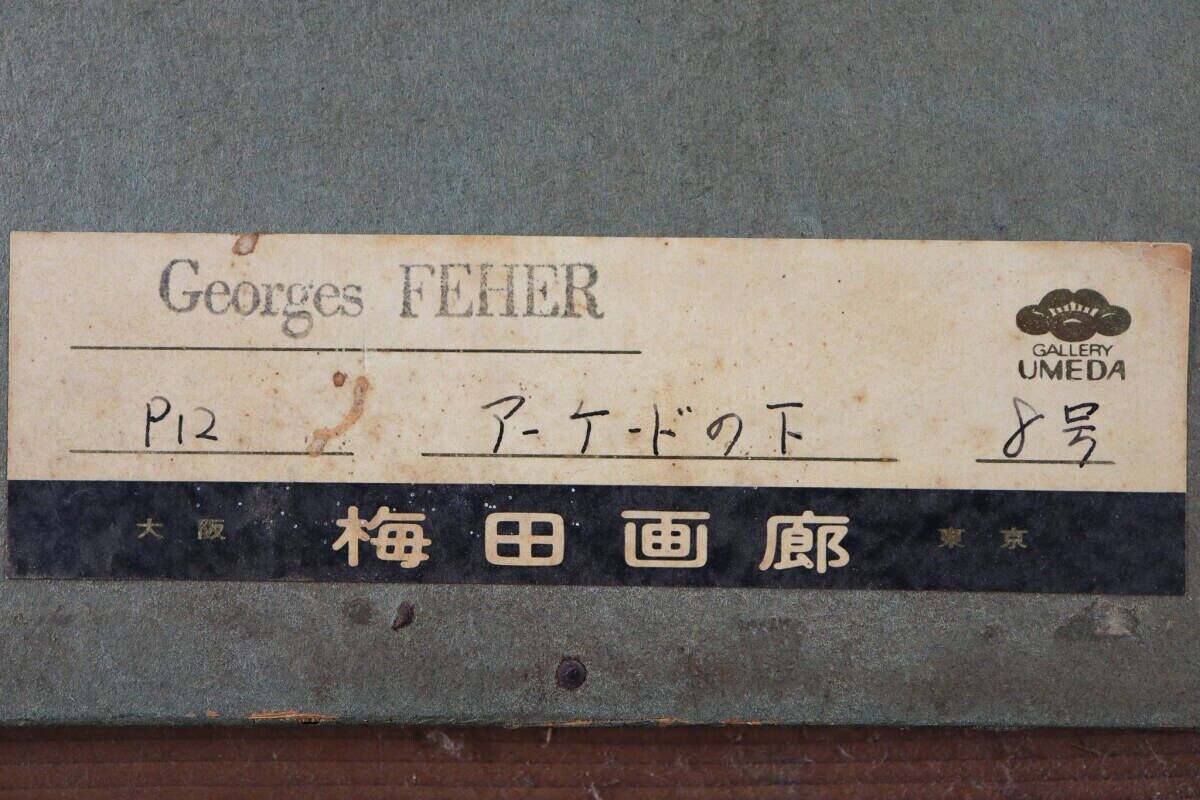 Georges FEHER
GALLERY
UMEDA
P12 アーケードの下 8号
大阪 梅田画廊 東京